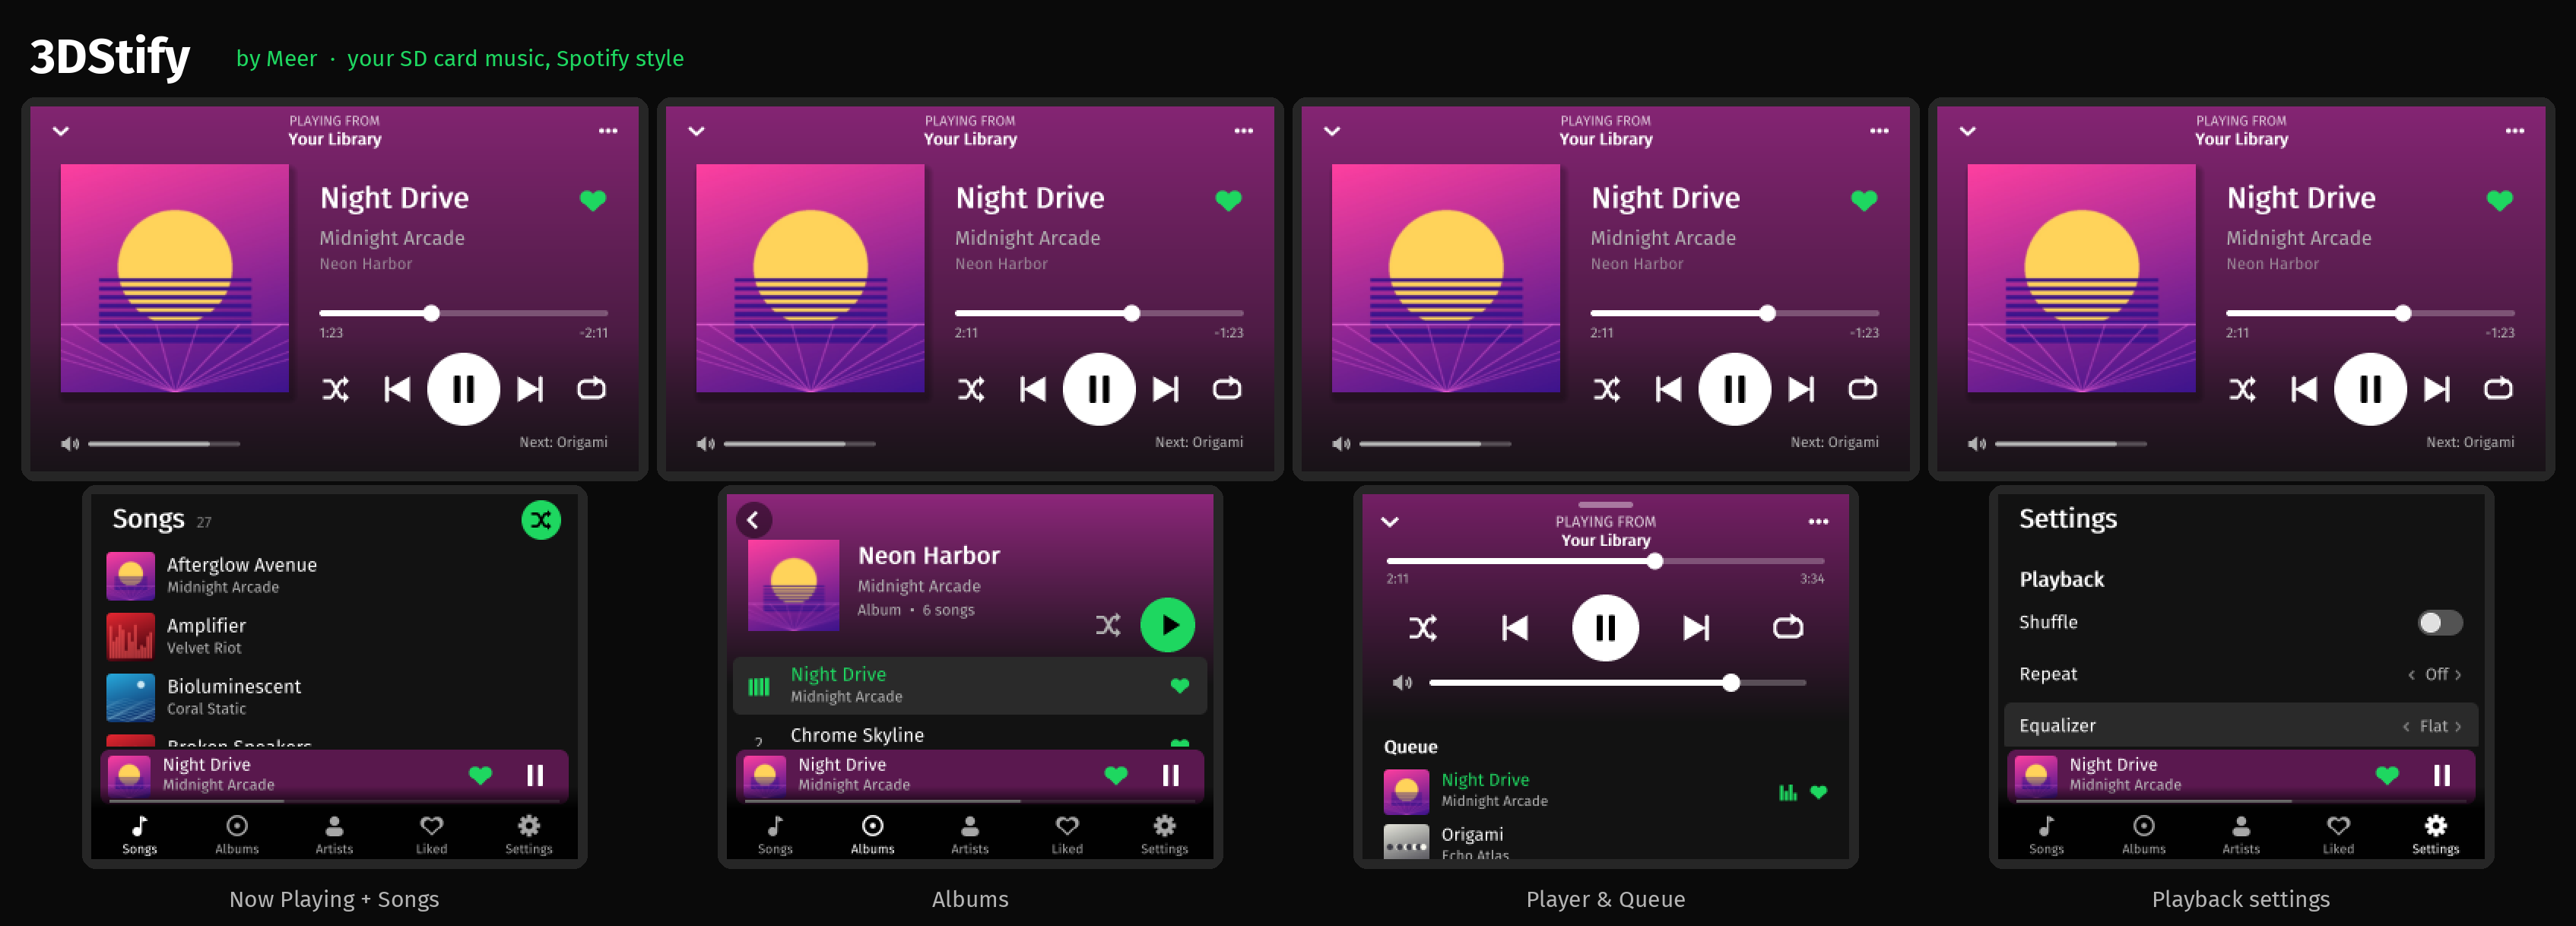 3DStify by Meer · your SD card music, Spotify style
PLAYING FROM
Your Library
Night Drive
Midnight Arcade
Neon Harbor
1:23 -2:11
Next: Origami
PLAYING FROM
Your Library
Night Drive
Midnight Arcade
Neon Harbor
2:11 -1:23
Next: Origami
PLAYING FROM
Your Library
Night Drive
Midnight Arcade
Neon Harbor
2:11 -1:23
Next: Origami
PLAYING FROM
Your Library
Night Drive
Midnight Arcade
Neon Harbor
2:11 -1:23
Next: Origami
Songs 27
Afterglow Avenue
Midnight Arcade
Amplifier
Velvet Riot
Bioluminescent
Coral Static
Broken Speakers
Night Drive
Midnight Arcade
Songs Albums Artists Liked Settings
Now Playing + Songs
Neon Harbor
Midnight Arcade
Album • 6 songs
Night Drive
Midnight Arcade
2 Chrome Skyline
Night Drive
Midnight Arcade
Songs Albums Artists Liked Settings
Albums
PLAYING FROM
Your Library
2:11 3:34
Queue
Night Drive
Midnight Arcade
Origami
Echo Atlas
Player & Queue
Settings
Playback
Shuffle
Repeat ‹ Off ›
Equalizer ‹ Flat ›
Night Drive
Midnight Arcade
Songs Albums Artists Liked Settings
Playback settings